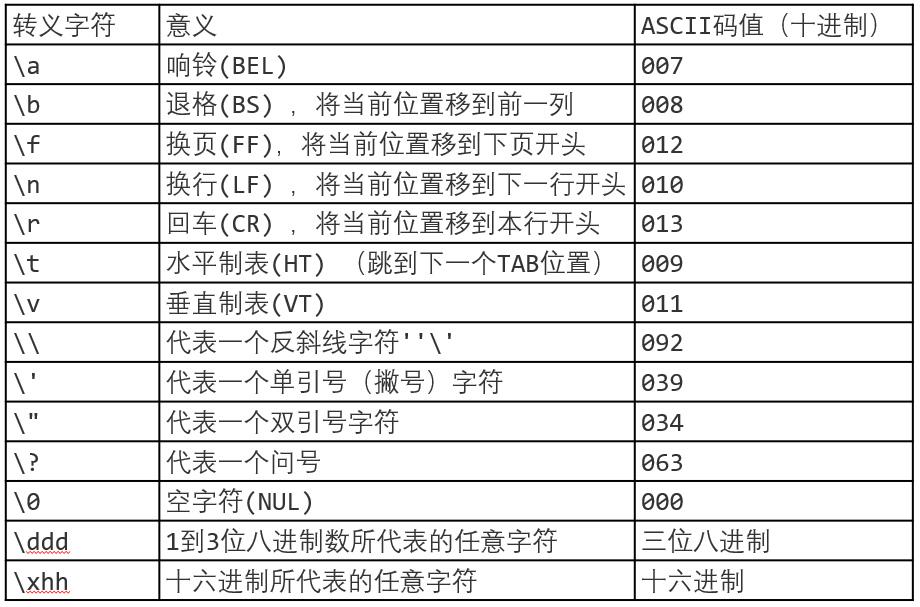 转义字符 意义 ASCII码值（十进制）
\a 响铃(BEL) 007
\b 退格(BS) ，将当前位置移到前一列 008
\f 换页(FF)，将当前位置移到下页开头 012
\n 换行(LF) ，将当前位置移到下一行开头 010
\r 回车(CR) ，将当前位置移到本行开头 013
\t 水平制表(HT) （跳到下一个TAB位置） 009
\v 垂直制表(VT) 011
\\ 代表一个反斜线字符''\' 092
\' 代表一个单引号（撇号）字符 039
\" 代表一个双引号字符 034
\? 代表一个问号 063
\0 空字符(NUL) 000
\ddd 1到3位八进制数所代表的任意字符 三位八进制
\xhh 十六进制所代表的任意字符 十六进制